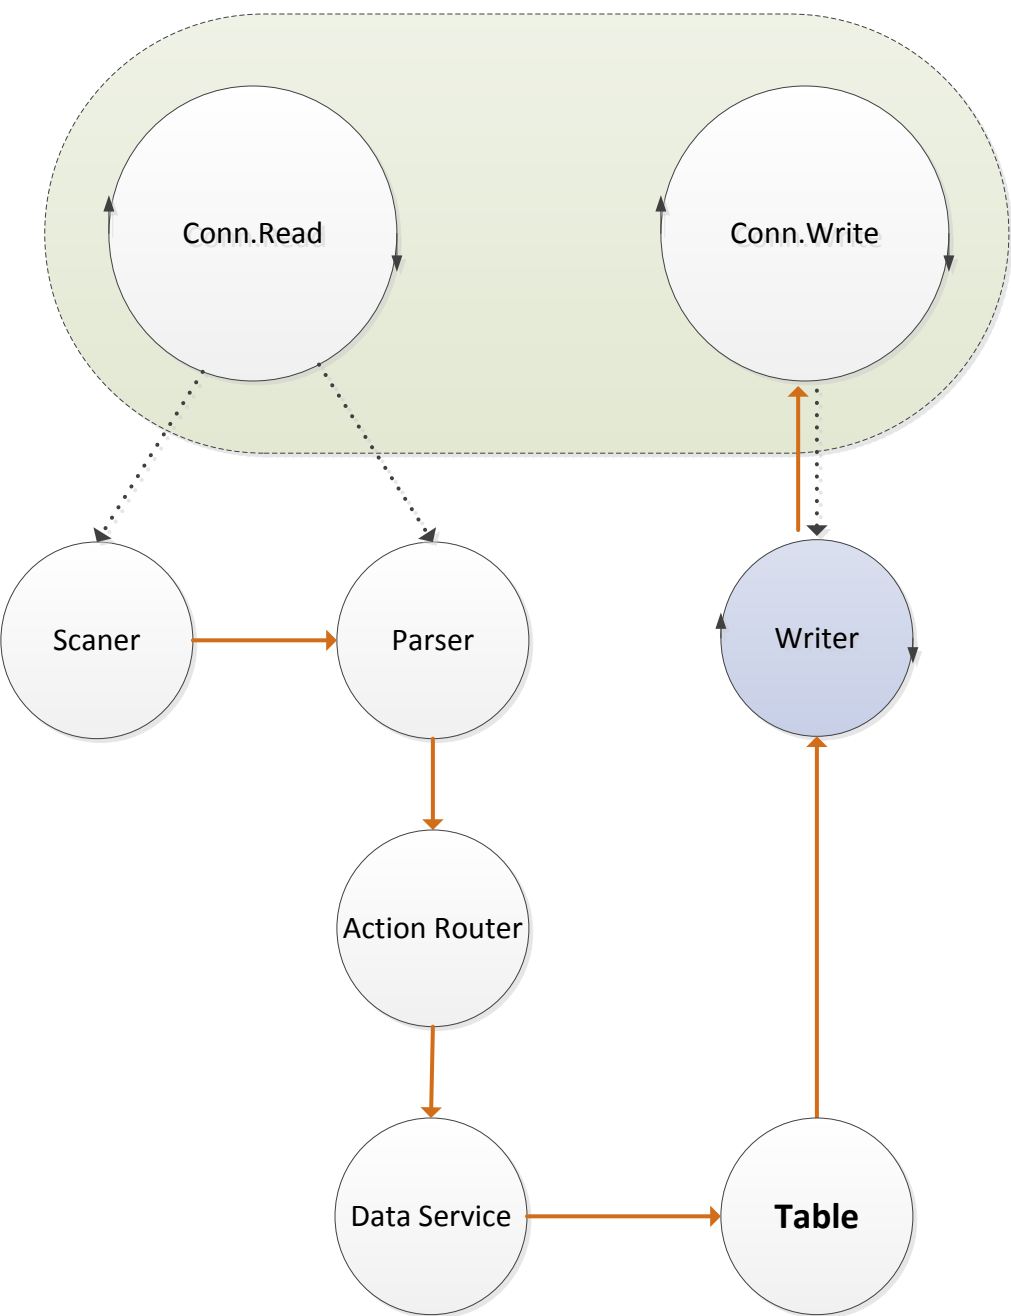 Conn.Read
Conn.Write
Scaner
Parser
Writer
Action Router
Data Service
Table